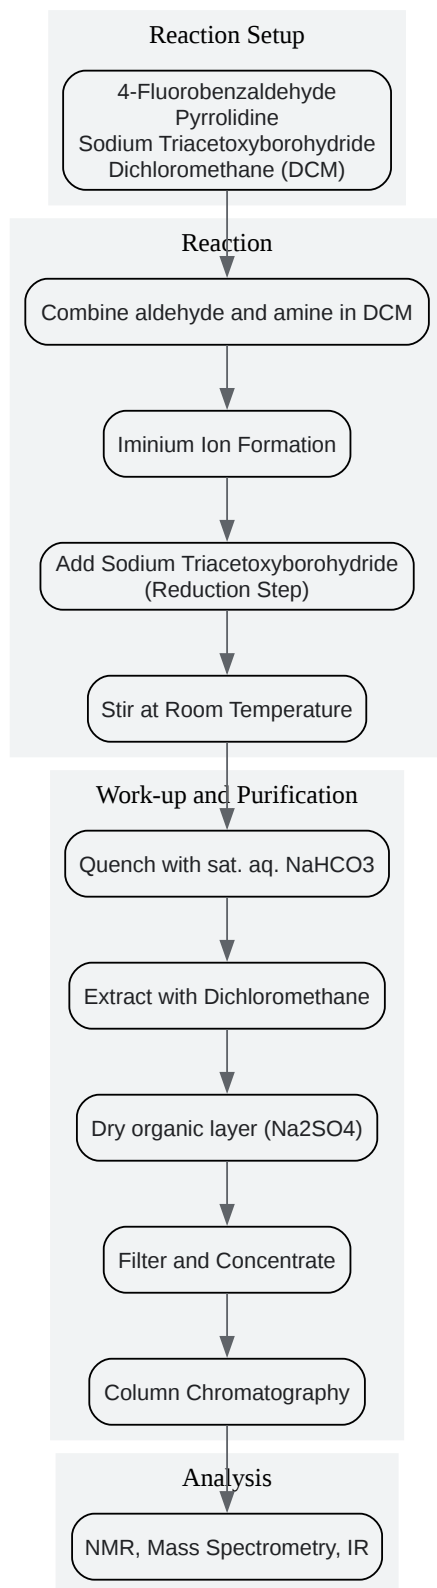 Reaction Setup
4-Fluorobenzaldehyde
Pyrrolidine
Sodium Triacetoxyborohydride
Dichloromethane (DCM)
Reaction
Combine aldehyde and amine in DCM
Iminium Ion Formation
Add Sodium Triacetoxyborohydride
(Reduction Step)
Stir at Room Temperature
Work-up and Purification
Quench with sat. aq. NaHCO3
Extract with Dichloromethane
Dry organic layer (Na2SO4)
Filter and Concentrate
Column Chromatography
Analysis
NMR, Mass Spectrometry, IR